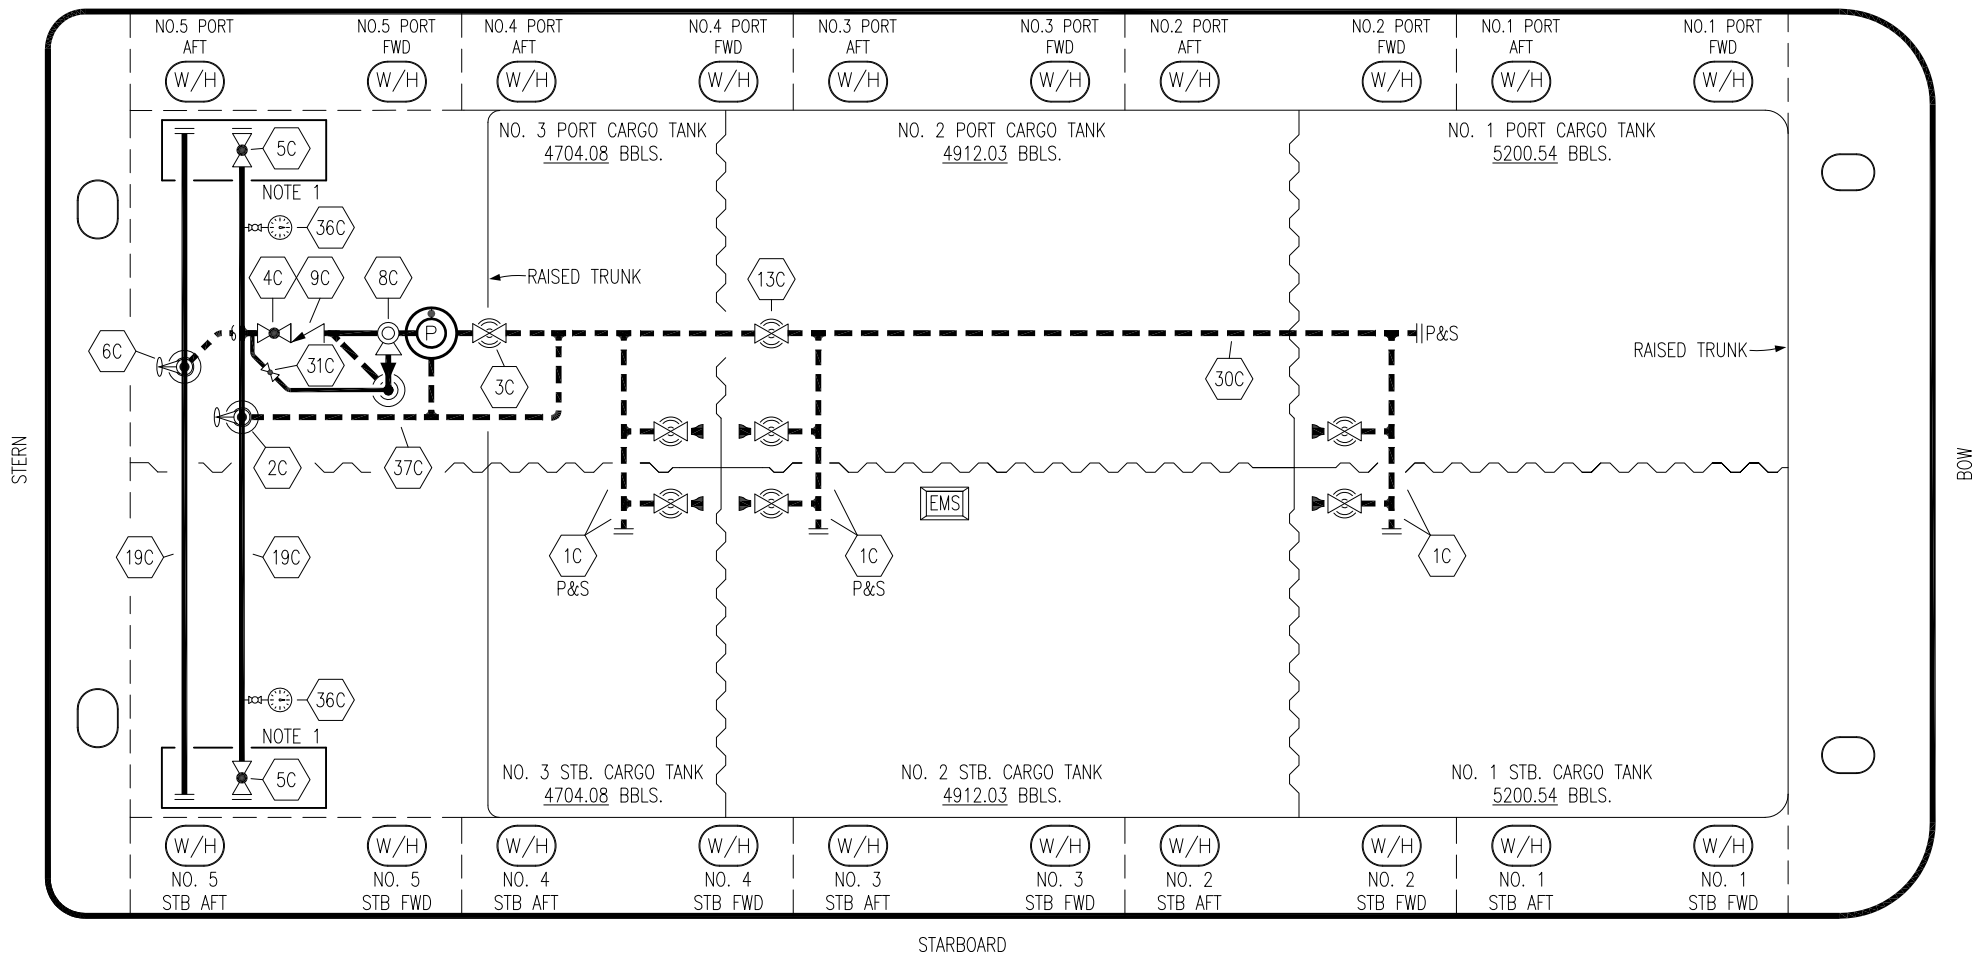 NO.5 PORT
AFT
NO.5 PORT
FWD
NO.4 PORT
AFT
NO.4 PORT
FWD
NO.3 PORT
AFT
NO.3 PORT
FWD
NO.2 PORT
AFT
NO.2 PORT
FWD
NO.1 PORT
AFT
NO.1 PORT
FWD
W/H
W/H
W/H
W/H
W/H
W/H
W/H
W/H
W/H
W/H
NO. 3 PORT CARGO TANK
4704.08 BBLS.
NO. 2 PORT CARGO TANK
4912.03 BBLS.
NO. 1 PORT CARGO TANK
5200.54 BBLS.
5C
NOTE 1
36C
4C
9C
8C
RAISED TRUNK
13C
P
P&S
6C
31C
3C
30C
RAISED TRUNK
STERN
2C
37C
BOW
EMS
19C
19C
1C
P&S
1C
P&S
1C
36C
NOTE 1
5C
NO. 3 STB. CARGO TANK
4704.08 BBLS.
NO. 2 STB. CARGO TANK
4912.03 BBLS.
NO. 1 STB. CARGO TANK
5200.54 BBLS.
W/H
W/H
W/H
W/H
W/H
W/H
W/H
W/H
W/H
W/H
NO. 5
STB AFT
NO. 5
STB FWD
NO. 4
STB AFT
NO. 4
STB FWD
NO. 3
STB AFT
NO. 3
STB FWD
NO. 2
STB AFT
NO. 2
STB FWD
NO. 1
STB AFT
NO. 1
STB FWD
STARBOARD